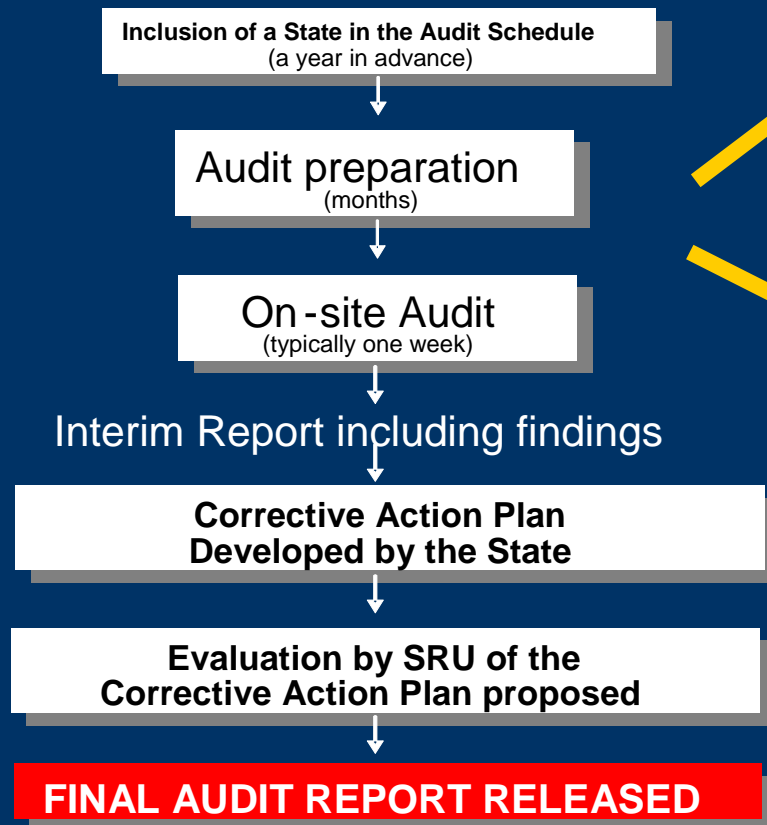 Inclusion of a State in the Audit Schedule
(a year in advance)
Audit preparation
(months)
On-site Audit
(typically one week)
Interim Report including findings
Corrective Action Plan
Developed by the State
Evaluation by SRU of the
Corrective Action Plan proposed
FINAL AUDIT REPORT RELEASED